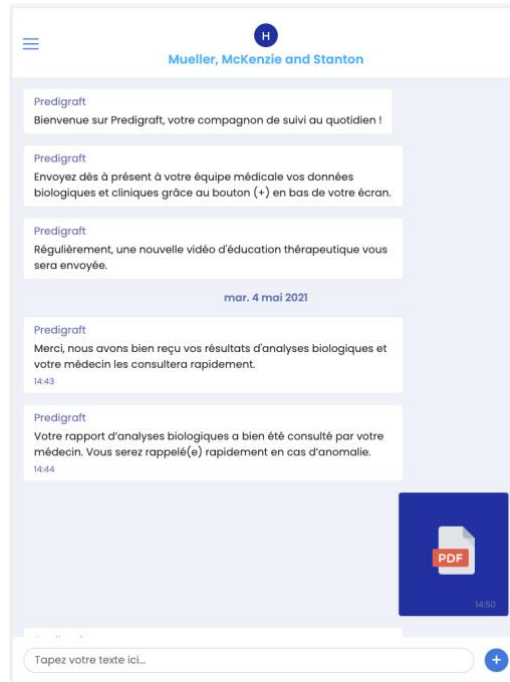 H
Mueller, McKenzie and Stanton
Predigraft
Bienvenue sur Predigraft, votre compagnon de suivi au quotidien !
Predigraft
Envoyez dès à présent à votre équipe médicale vos données
biologiques et cliniques grâce au bouton (+) en bas de votre écran.
Predigraft
Régulièrement, une nouvelle vidéo d'éducation thérapeutique vous
sera envoyée.
mar. 4 mai 2021
Predigraft
Merci, nous avons bien reçu vos résultats d'analyses biologiques et
votre médecin les consultera rapidement.
14:43
Predigraft
Votre rapport d'analyses biologiques a bien été consulté par votre
médecin. Vous serez rappelé(e) rapidement en cas d'anomalie.
14:44
PDF
14:50
Tapez votre texte ici...
+